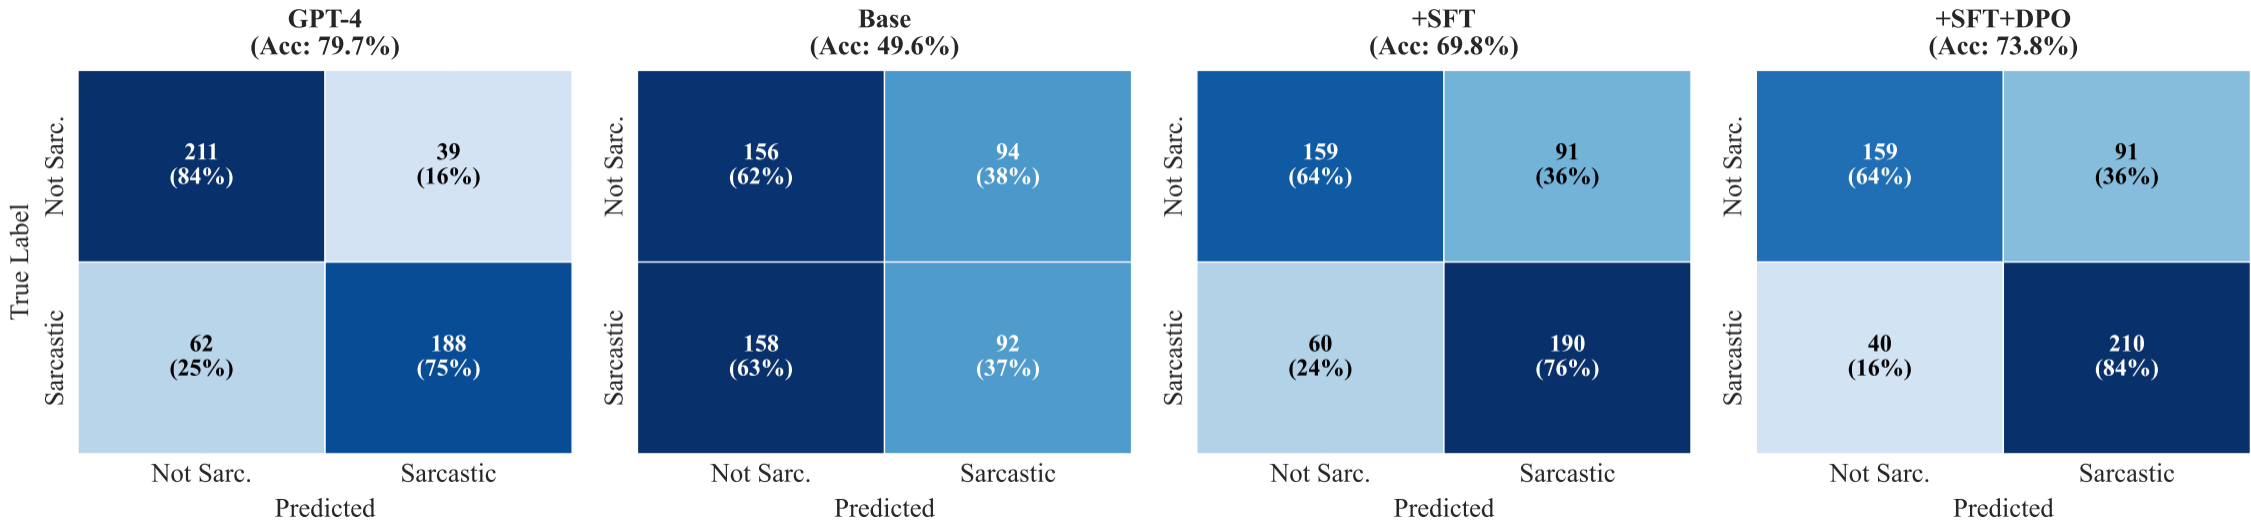 GPT-4
(Acc: 79.7%)
True Label
Not Sarc.
Sarcastic
211
(84%)
39
(16%)
62
(25%)
188
(75%)
Not Sarc.
Sarcastic
Predicted
Base
(Acc: 49.6%)
Not Sarc.
Sarcastic
156
(62%)
94
(38%)
158
(63%)
92
(37%)
Not Sarc.
Sarcastic
Predicted
+SFT
(Acc: 69.8%)
Not Sarc.
Sarcastic
159
(64%)
91
(36%)
60
(24%)
190
(76%)
Not Sarc.
Sarcastic
Predicted
+SFT+DPO
(Acc: 73.8%)
Not Sarc.
Sarcastic
159
(64%)
91
(36%)
40
(16%)
210
(84%)
Not Sarc.
Sarcastic
Predicted